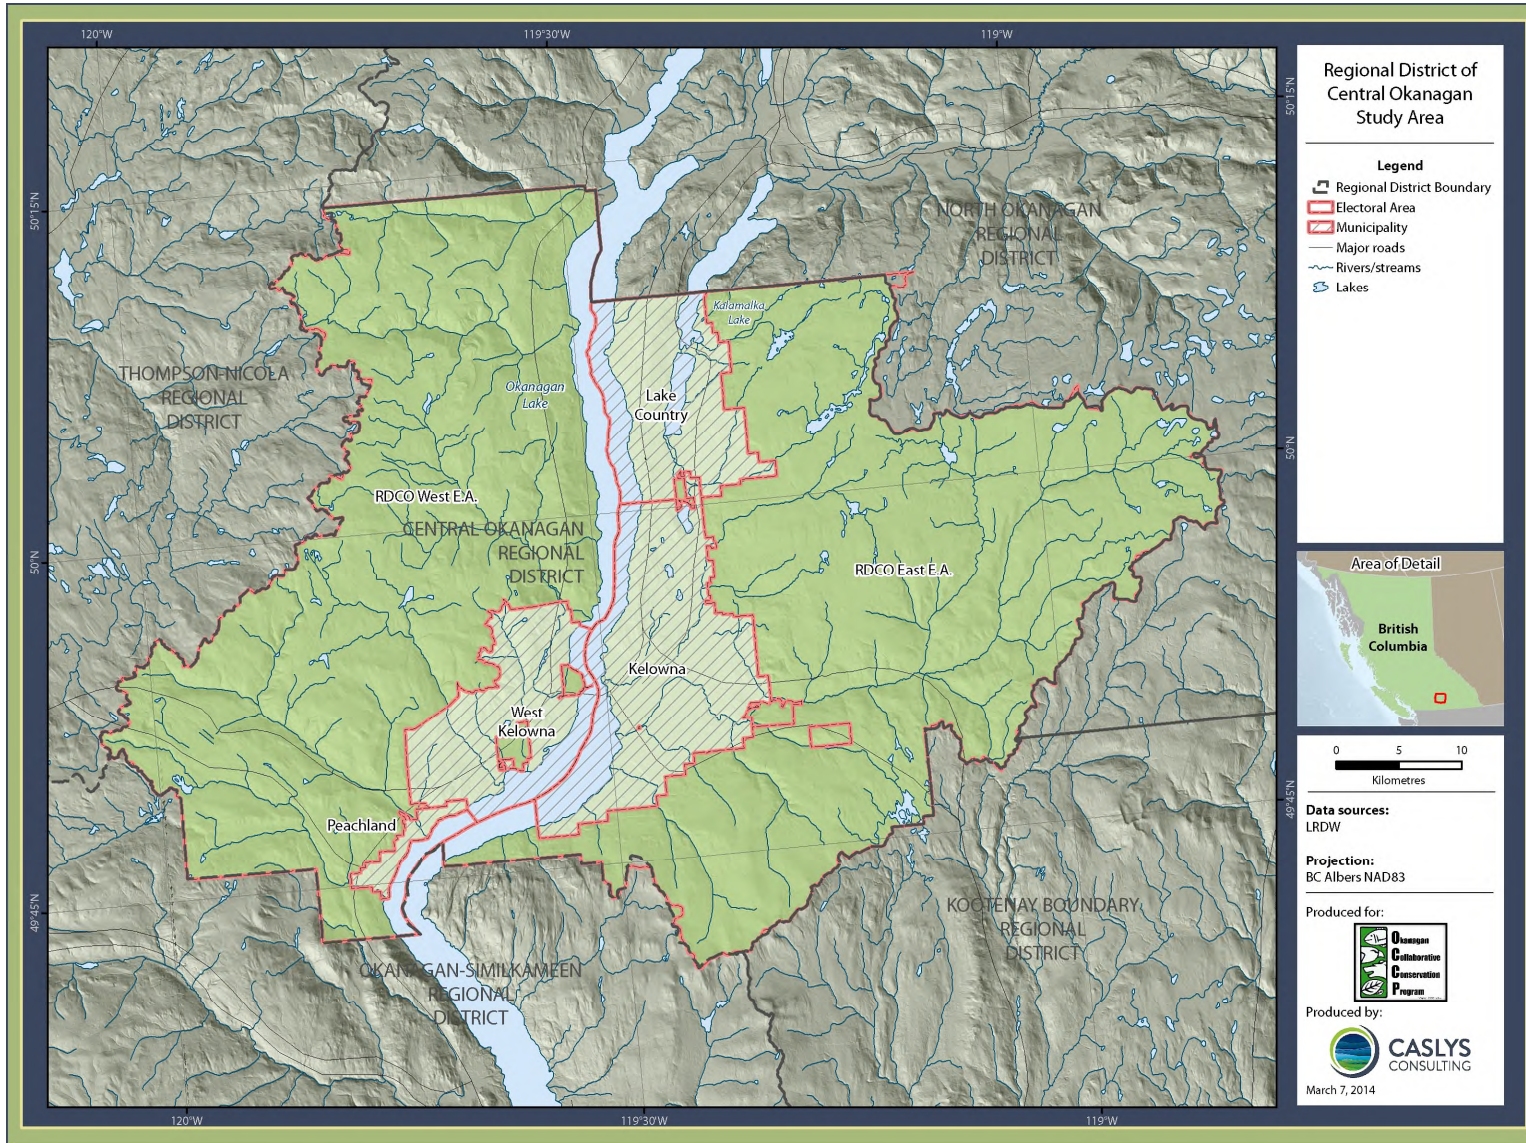 120°W
119°30'W
119°W
50°15'N
50°15'N
NORTH OKANAGAN
REGIONAL
DISTRICT
Kalamalka
Lake
THOMPSON-NICOLA
REGIONAL
DISTRICT
Okanagan
Lake
Lake
Country
50°N
RDCO West E.A.
CENTRAL OKANAGAN
REGIONAL
DISTRICT
50°N
RDCO East E.A.
Kelowna
West
Kelowna
Peachland
49°45'N
49°45'N
KOOTENAY BOUNDARY
REGIONAL
DISTRICT
OKANAGAN-SIMILKAMEEN
REGIONAL
DISTRICT
120°W
119°30'W
119°W
Regional District of
Central Okanagan
Study Area
Legend
Regional District Boundary
Electoral Area
Municipality
Major roads
Rivers/streams
Lakes
Area of Detail
British
Columbia
0 5 10
Kilometres
Data sources:
LRDW
Projection:
BC Albers NAD83
Produced for:
Okanagan
Collaborative
Conservation
Program
Produced by:
CASLYS
CONSULTING
March 7, 2014